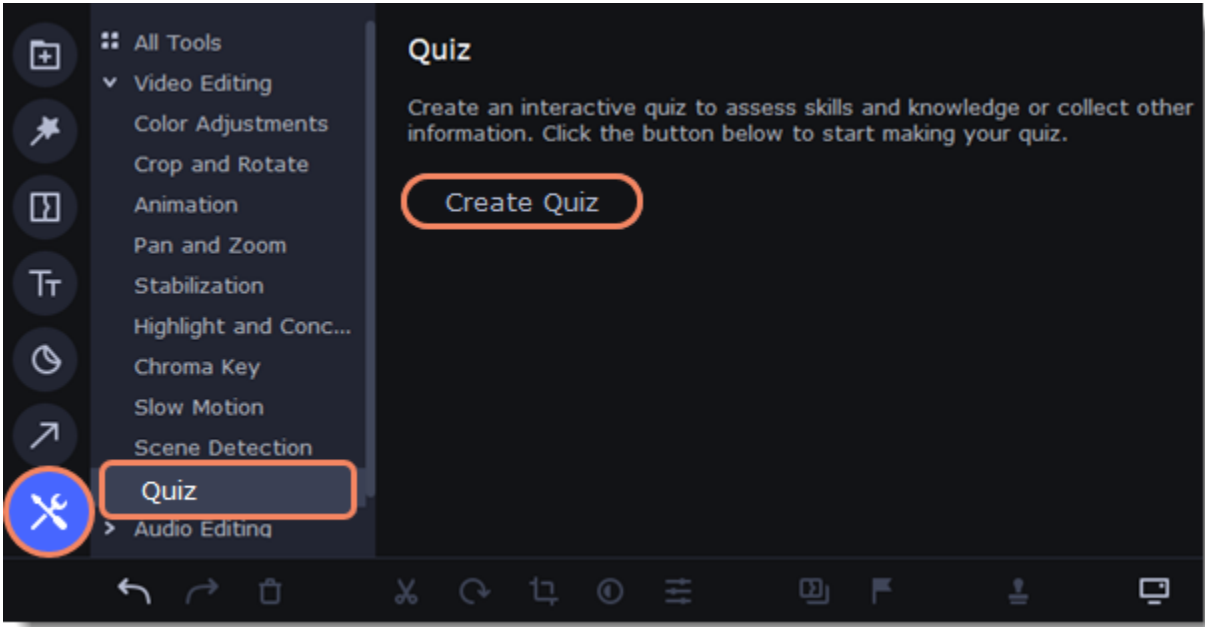 All Tools
Video Editing
Color Adjustments
Crop and Rotate
Animation
Pan and Zoom
Stabilization
Highlight and Conc...
Chroma Key
Slow Motion
Scene Detection
Quiz
Audio Editing
Quiz
Create an interactive quiz to assess skills and knowledge or collect other
information. Click the button below to start making your quiz.
Create Quiz
Tт